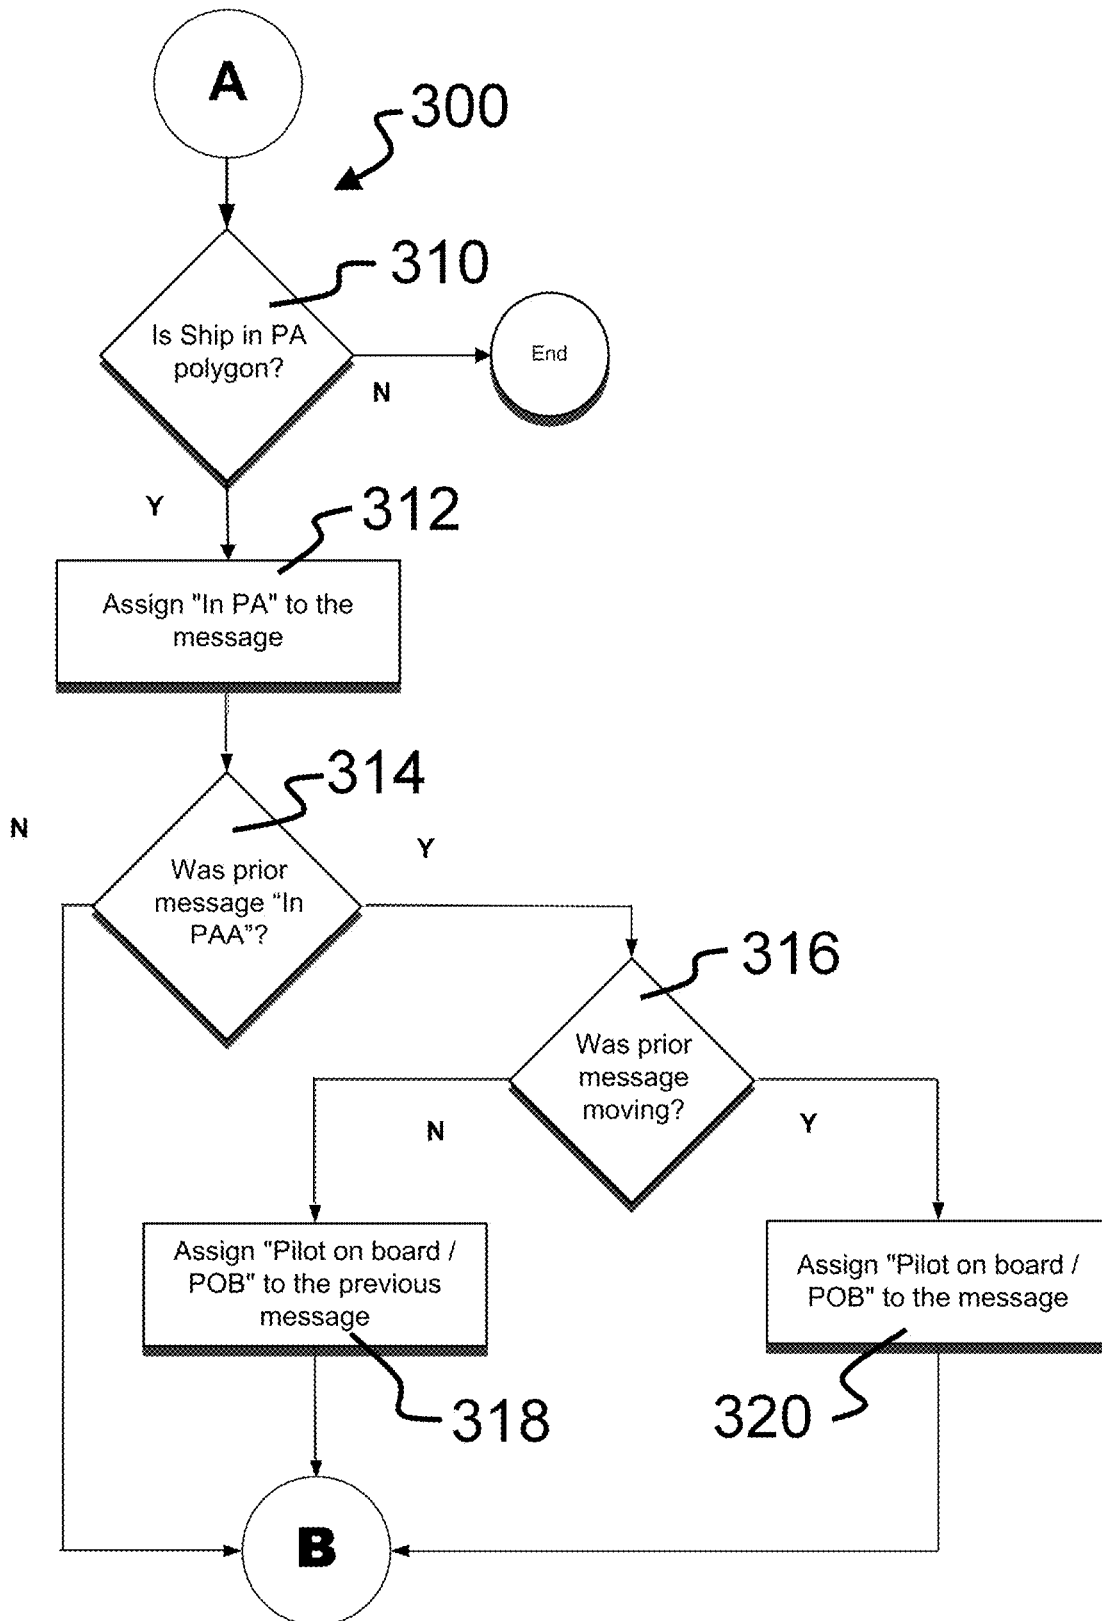 A
300
310
Is Ship in PA
polygon?
End
N
Y
312
Assign "In PA" to the
message
314
N
Y
Was prior
message “In
PAA”?
316
Was prior
message
moving?
N
Y
Assign "Pilot on board /
POB" to the previous
message
Assign "Pilot on board /
POB" to the message
318
320
B